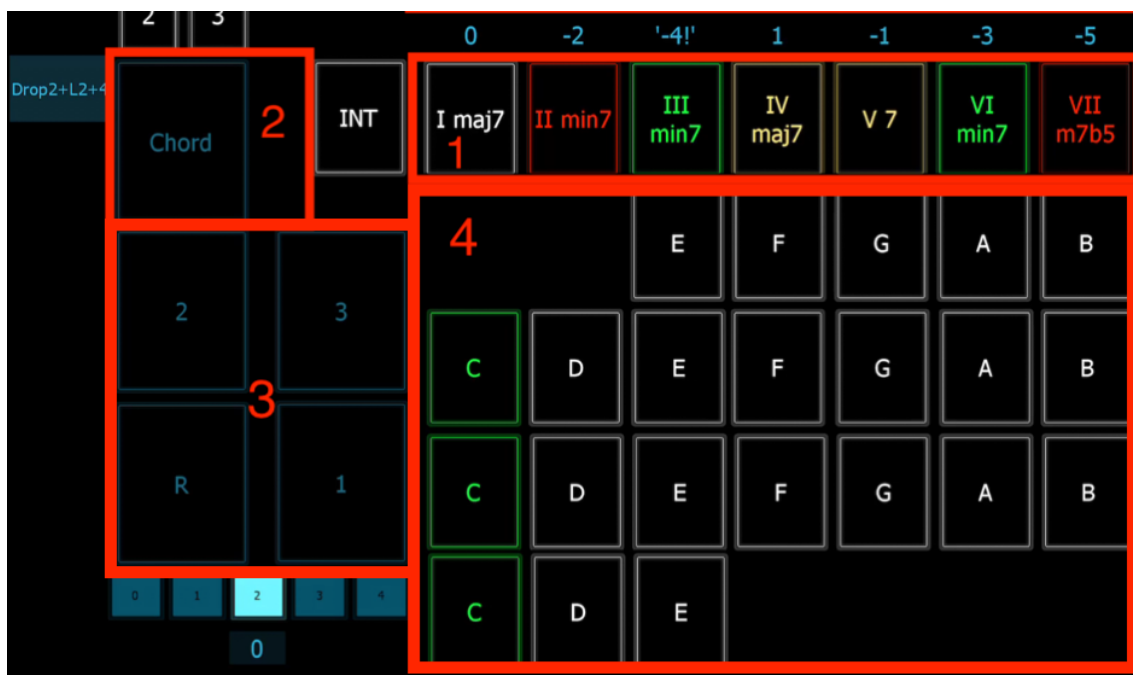 2 3
0 -2 '-4!' 1 -1 -3 -5
Drop2+L2+4
Chord
2
INT
I maj7
1
II min7
III
min7
IV
maj7
V 7
VI
min7
VII
m7b5
4
E F G A B
2 3
C D E F G A B
3
R 1
C D E F G A B
0 1 2 3 4
C D E
0